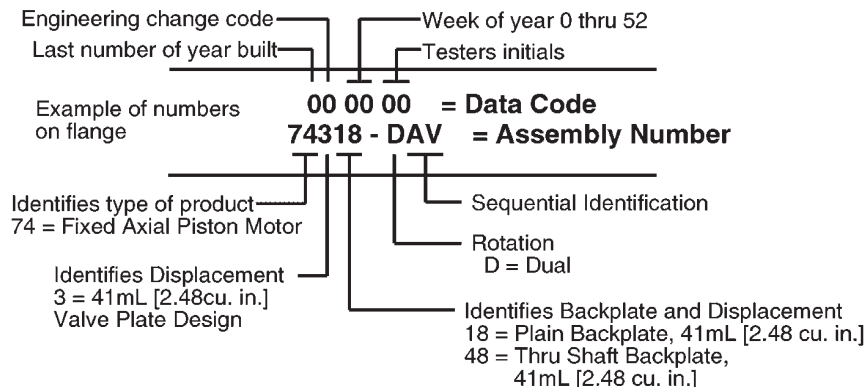 Engineering change code
Week of year 0 thru 52
Last number of year built
Testers initials
Example of numbers
on flange
00 00 00 = Data Code
74318 - DAV = Assembly Number
Identifies type of product
74 = Fixed Axial Piston Motor
Sequential Identification
Rotation
D = Dual
Identifies Displacement
3 = 41mL [2.48cu. in.]
Valve Plate Design
Identifies Backplate and Displacement
18 = Plain Backplate, 41mL [2.48 cu. in.]
48 = Thru Shaft Backplate,
41mL [2.48 cu. in.]